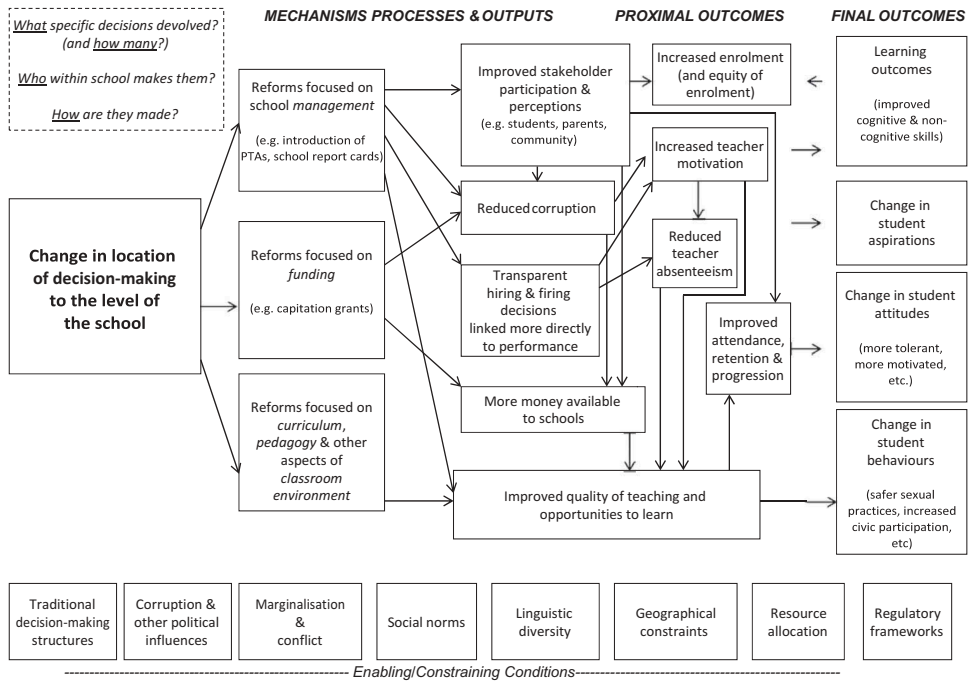 MECHANISMS PROCESSES & OUTPUTS
PROXIMAL OUTCOMES
FINAL OUTCOMES
What specific decisions devolved?
(and how many?)
Who within school makes them?
How are they made?
Change in location
of decision-making
to the level of
the school
Reforms focused on
school management
(e.g. introduction of
PTAs, school report cards)
Reforms focused on
funding
(e.g. capitation grants)
Reforms focused on
curriculum,
pedagogy & other
aspects of
classroom
environment
Improved stakeholder
participation &
perceptions
(e.g. students, parents,
community)
Reduced corruption
Transparent
hiring & firing
decisions
linked more directly
to performance
More money available
to schools
Improved quality of teaching and
opportunities to learn
Increased enrolment
(and equity of
enrolment)
Increased teacher
motivation
Reduced
teacher
absenteeism
Improved
attendance,
retention &
progression
Learning
outcomes
(improved
cognitive & non-
cognitive skills)
Change in
student
aspirations
Change in student
attitudes
(more tolerant,
more motivated,
etc.)
Change in
student
behaviours
(safer sexual
practices, increased
civic participation,
etc)
Traditional
decision-making
structures
Corruption &
other political
influences
Marginalisation
&
conflict
Social norms
Linguistic
diversity
Geographical
constraints
Resource
allocation
Regulatory
frameworks
Enabling/Constraining Conditions